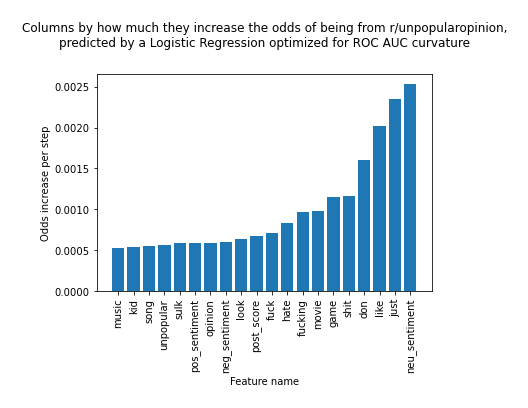 Columns by how much they increase the odds of being from r/unpopularopinion,
predicted by a Logistic Regression optimized for ROC AUC curvature
0.0025
0.0020
0.0015
0.0010
0.0005
0.0000
Odds increase per step
music
kid
song
unpopular
sulk
pos_sentiment
opinion
neg_sentiment
look
post_score
fuck
hate
fucking
movie
game
shit
don
like
just
neu_sentiment
Feature name